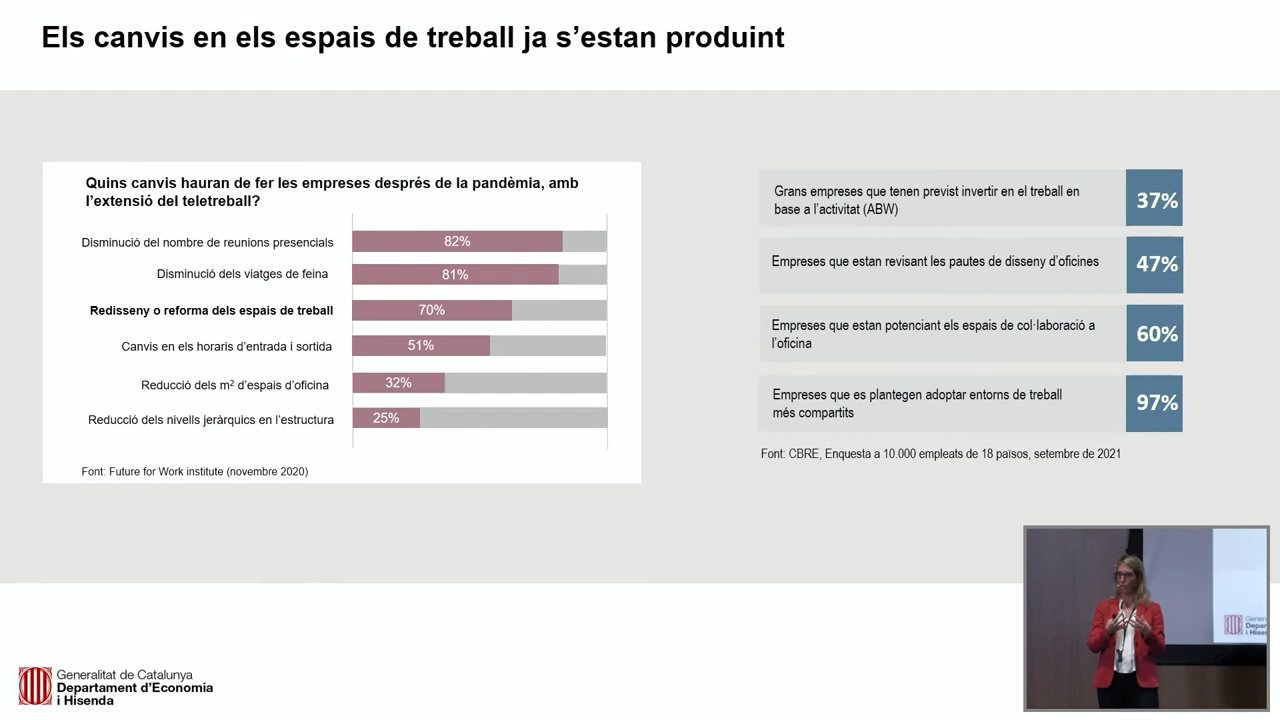 Els canvis en els espais de treball ja s’estan produint
Quins canvis hauran de fer les empreses després de la pandèmia, amb
l’extensió del teletreball?
Disminució del nombre de reunions presencials 82%
Disminució dels viatges de feina 81%
Redisseny o reforma dels espais de treball 70%
Canvis en els horaris d’entrada i sortida 51%
Reducció dels m² d’espais d’oficina 32%
Reducció dels nivells jeràrquics en l’estructura 25%
Font: Future for Work institute (novembre 2020)
Grans empreses que tenen previst invertir en el treball en
base a l’activitat (ABW)
37%
Empreses que estan revisant les pautes de disseny d’oficines
47%
Empreses que estan potenciant els espais de col·laboració a
l’oficina
60%
Empreses que es plantegen adoptar entorns de treball
més compartits
97%
Font: CBRE, Enquesta a 10.000 empleats de 18 països, setembre de 2021
Generalitat de Catalunya
Departament d’Economia
i Hisenda